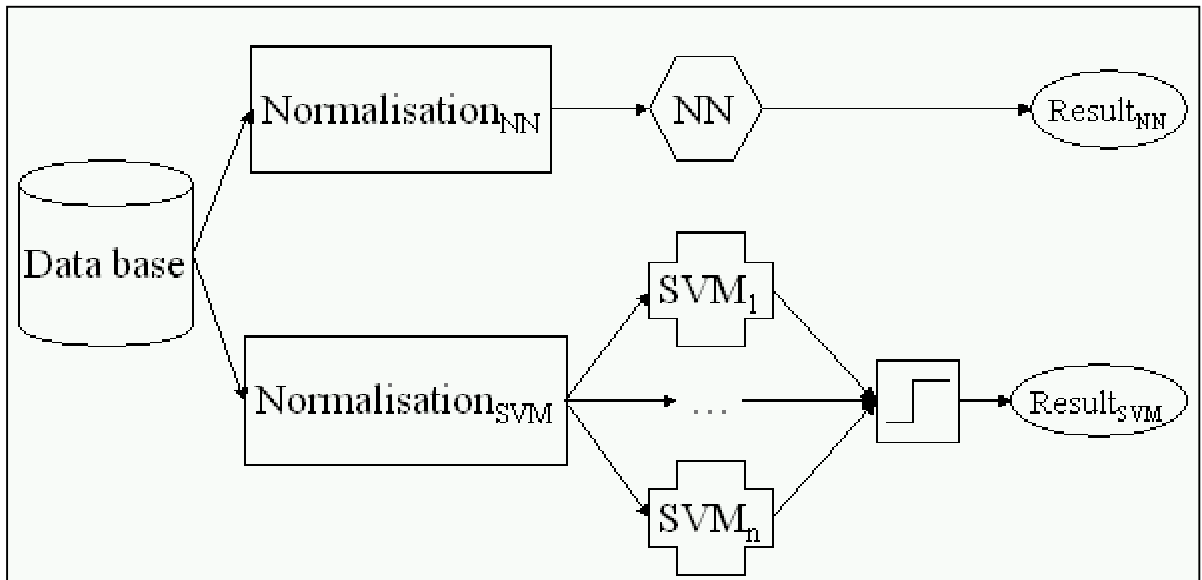 Normalisation_NN
NN
Result_NN
Data base
SVM_1
Normalisation_SVM
...
Result_SVM
SVM_n